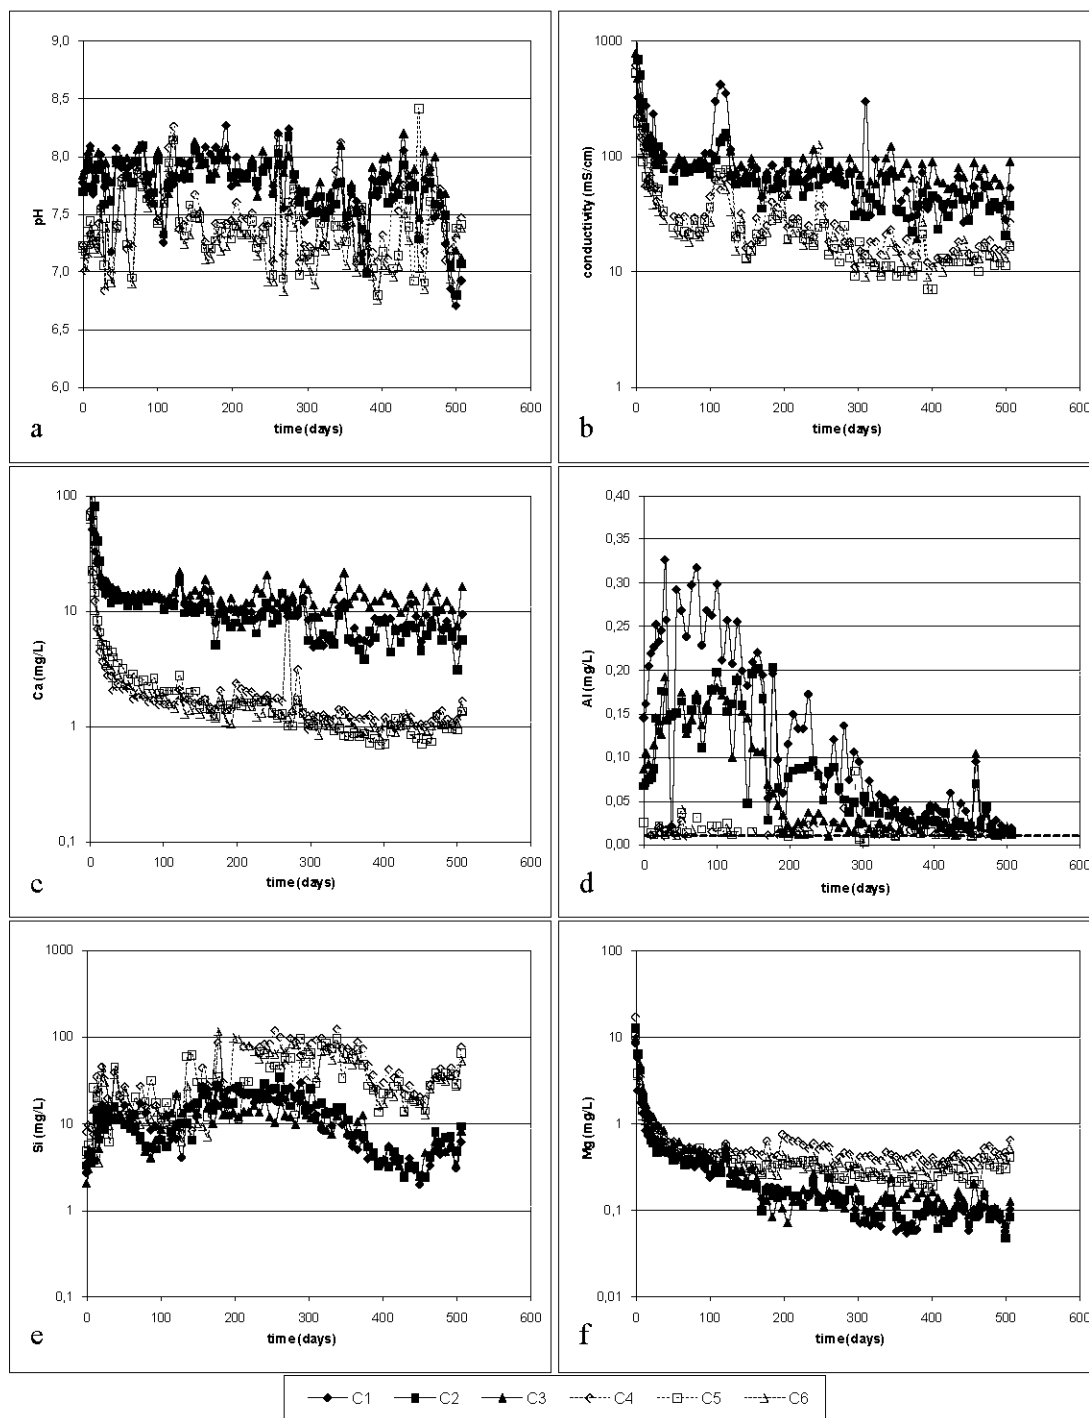 9,0
8,5
8,0
7,5
7,0
6,5
6,0
pH
0 100 200 300 400 500 600
time (days)
a
1000
100
10
1
conductivity (mS/cm)
0 100 200 300 400 500 600
time (days)
b
100
10
1
0,1
Ca (mg/L)
0 100 200 300 400 500 600
time (days)
c
0,40
0,35
0,30
0,25
0,20
0,15
0,10
0,05
0,00
Al (mg/L)
0 100 200 300 400 500 600
time (days)
d
1000
100
10
1
0,1
Si (mg/L)
0 100 200 300 400 500 600
time (days)
e
100
10
1
0,1
0,01
Mg (mg/L)
0 100 200 300 400 500 600
time (days)
f
C1 C2 C3 C4 C5 C6